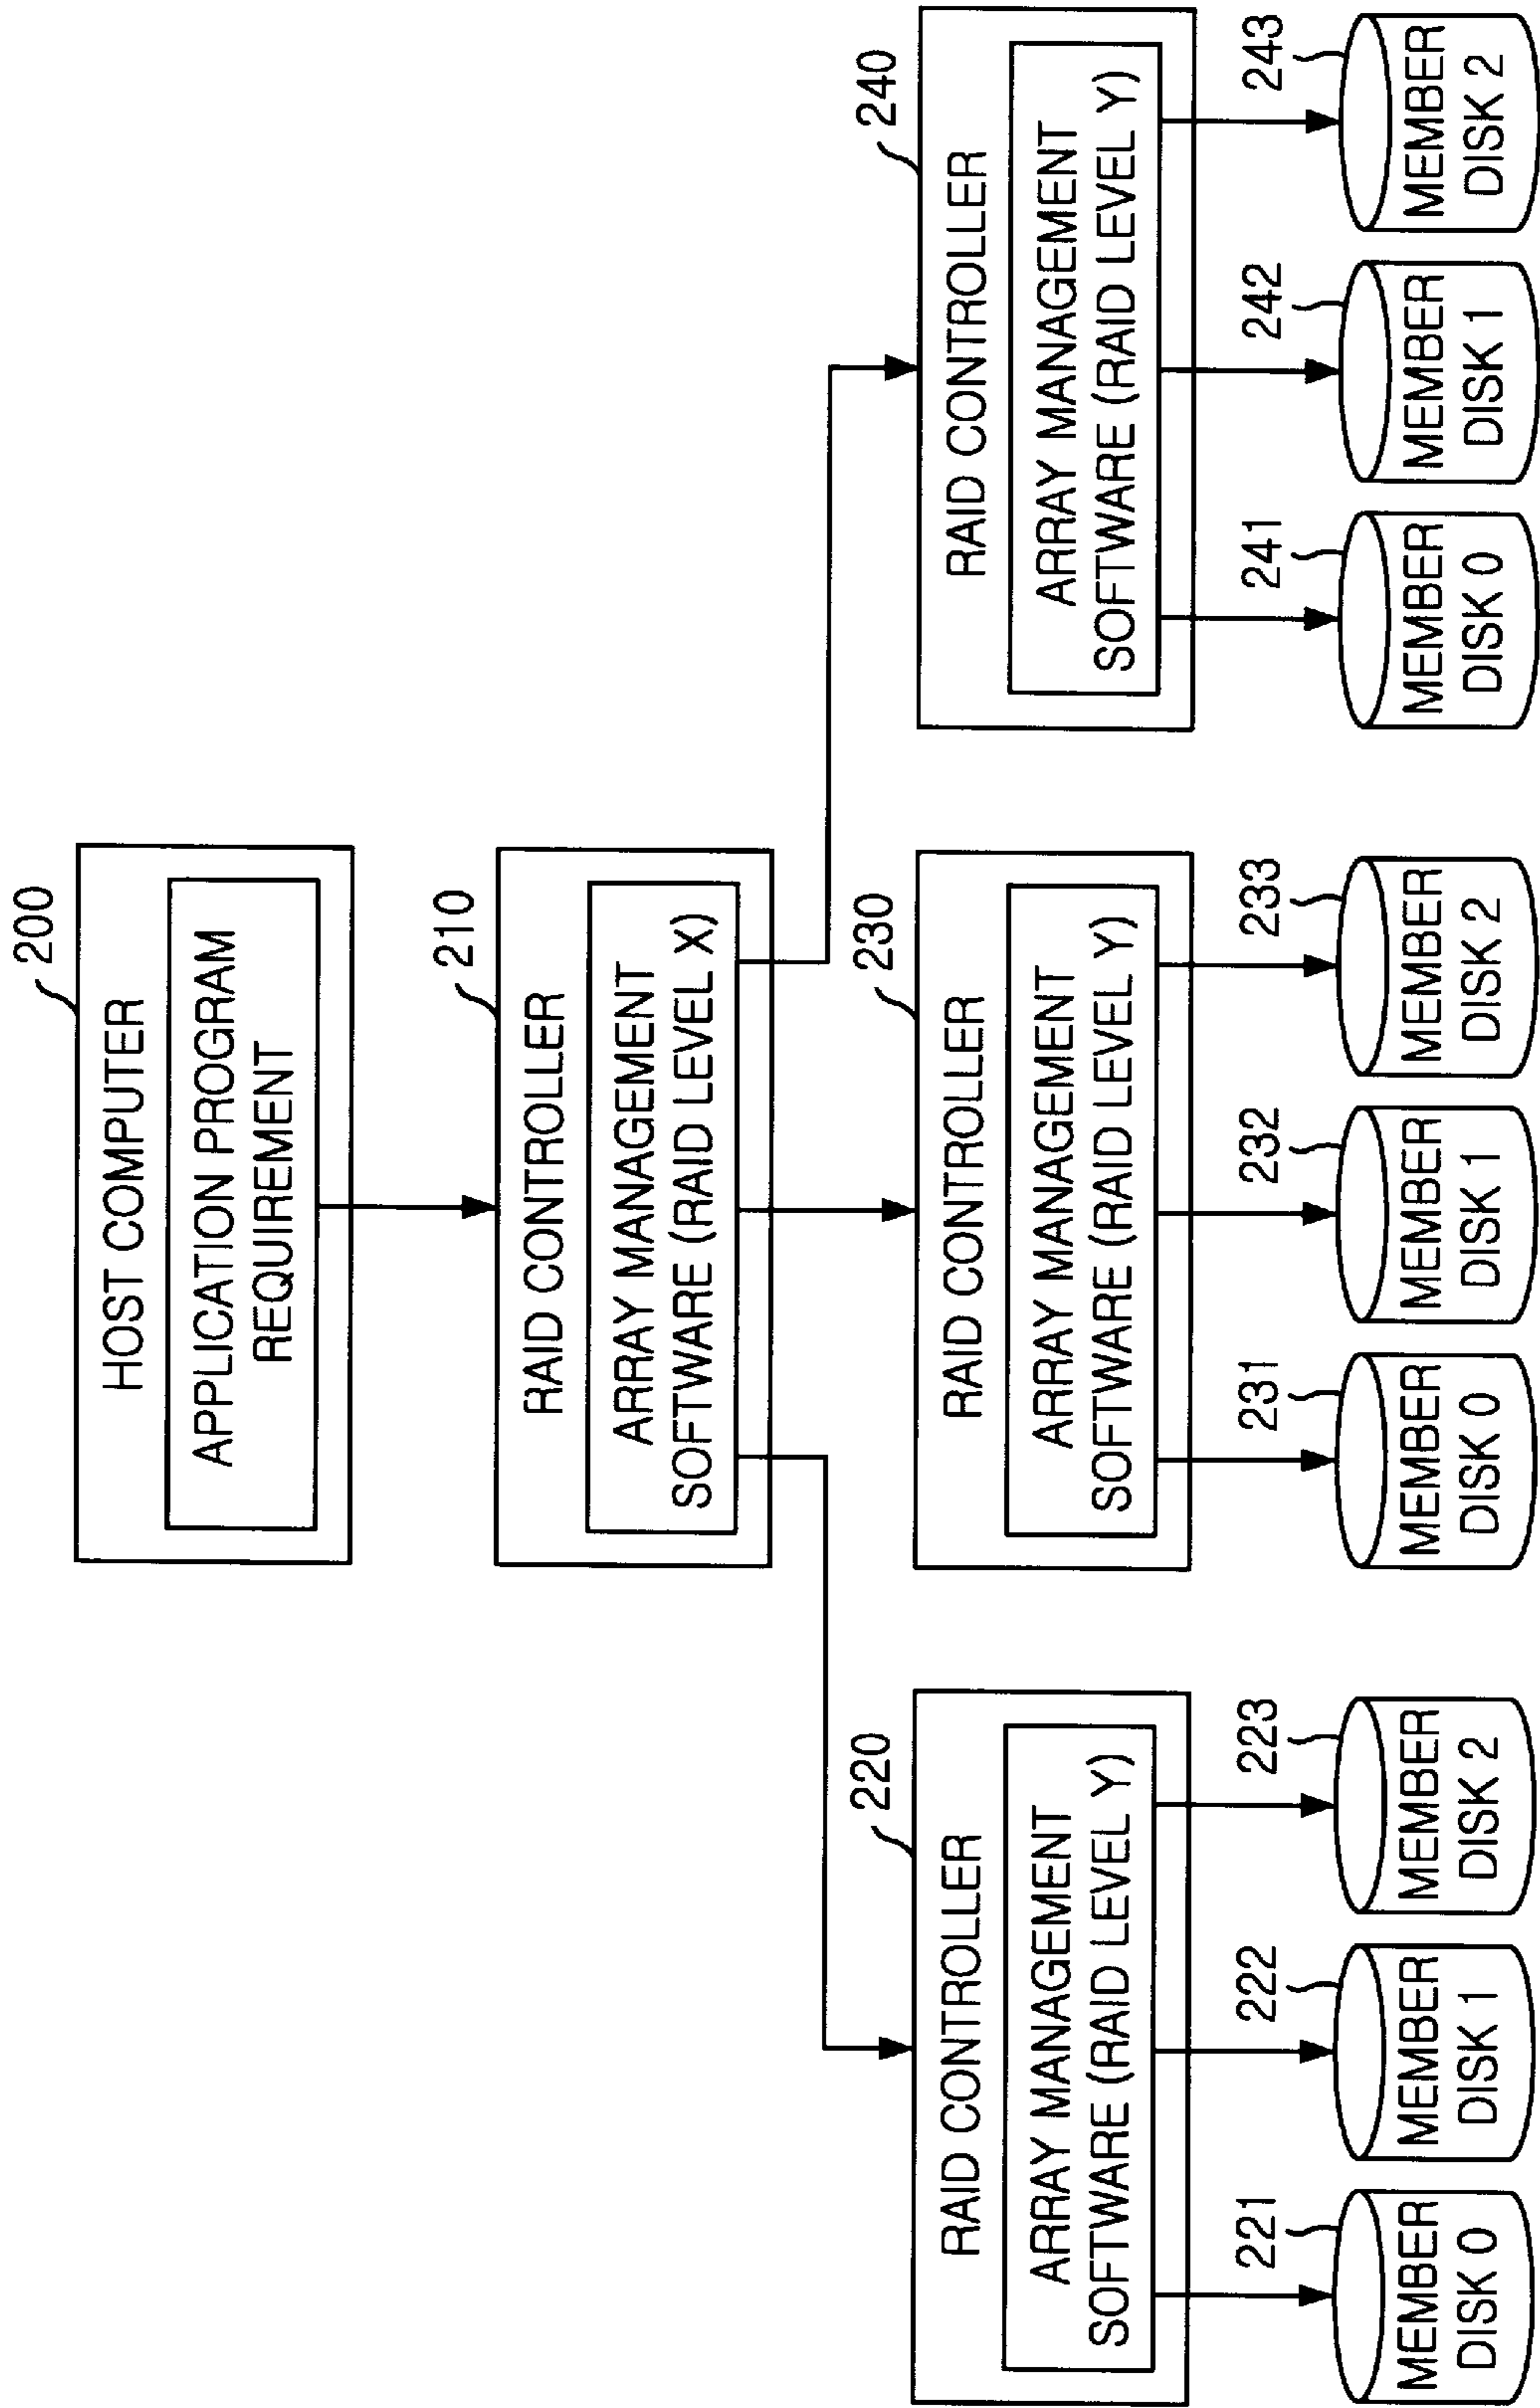 200
HOST COMPUTER
APPLICATION PROGRAM
REQUIREMENT
210
RAID CONTROLLER
ARRAY MANAGEMENT
SOFTWARE (RAID LEVEL X)
220
RAID CONTROLLER
ARRAY MANAGEMENT
SOFTWARE (RAID LEVEL Y)
221
MEMBER
DISK 0
222
MEMBER
DISK 1
223
MEMBER
DISK 2
230
RAID CONTROLLER
ARRAY MANAGEMENT
SOFTWARE (RAID LEVEL Y)
231
MEMBER
DISK 0
232
MEMBER
DISK 1
233
MEMBER
DISK 2
240
RAID CONTROLLER
ARRAY MANAGEMENT
SOFTWARE (RAID LEVEL Y)
241
MEMBER
DISK 0
242
MEMBER
DISK 1
243
MEMBER
DISK 2